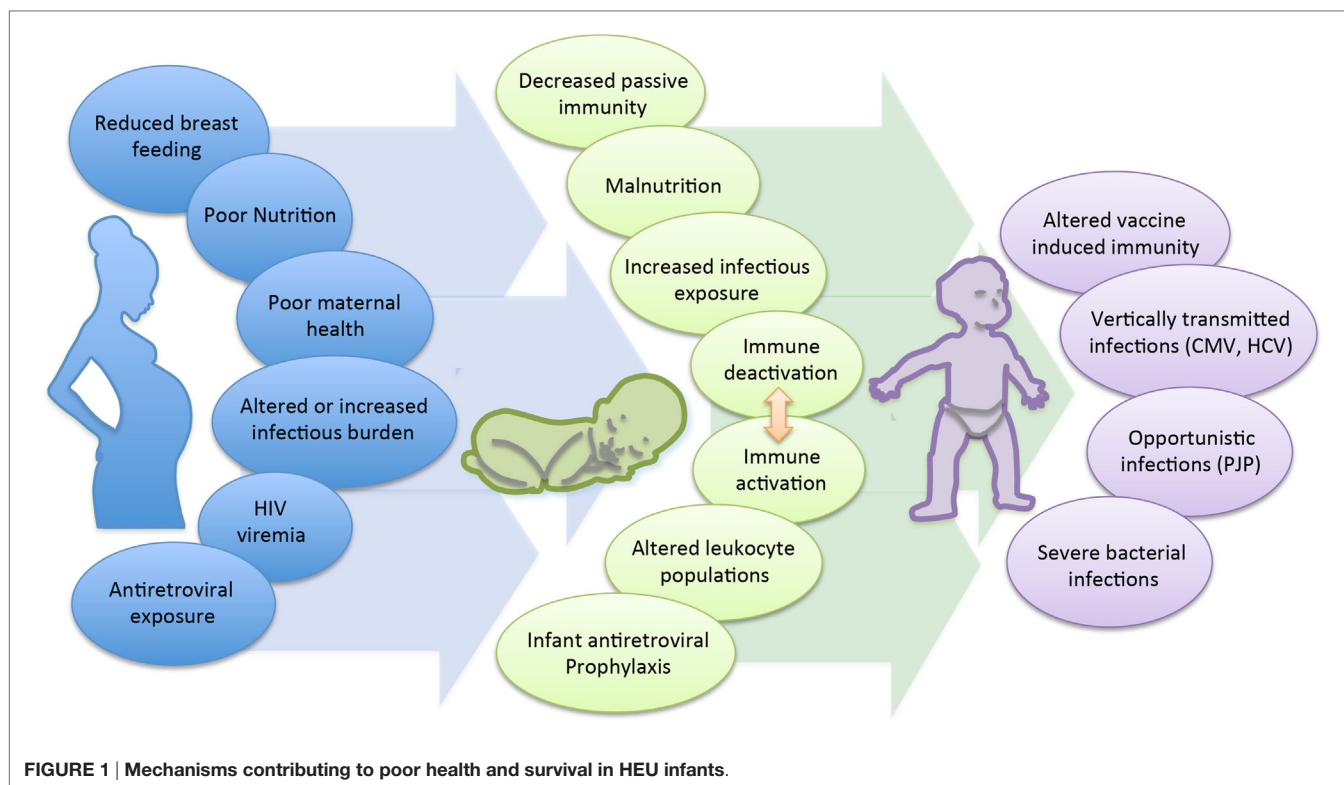 Reduced breast
feeding
Poor Nutrition
Poor maternal
health
Altered or increased
infectious burden
HIV
viremia
Antiretroviral
exposure
Decreased passive
immunity
Malnutrition
Increased infectious
exposure
Immune
deactivation
Immune
activation
Altered leukocyte
populations
Infant antiretroviral
Prophylaxis
Altered vaccine
induced immunity
Vertically transmitted
infections (CMV, HCV)
Opportunistic
infections (PJP)
Severe bacterial
infections
FIGURE 1 | Mechanisms contributing to poor health and survival in HEU infants.